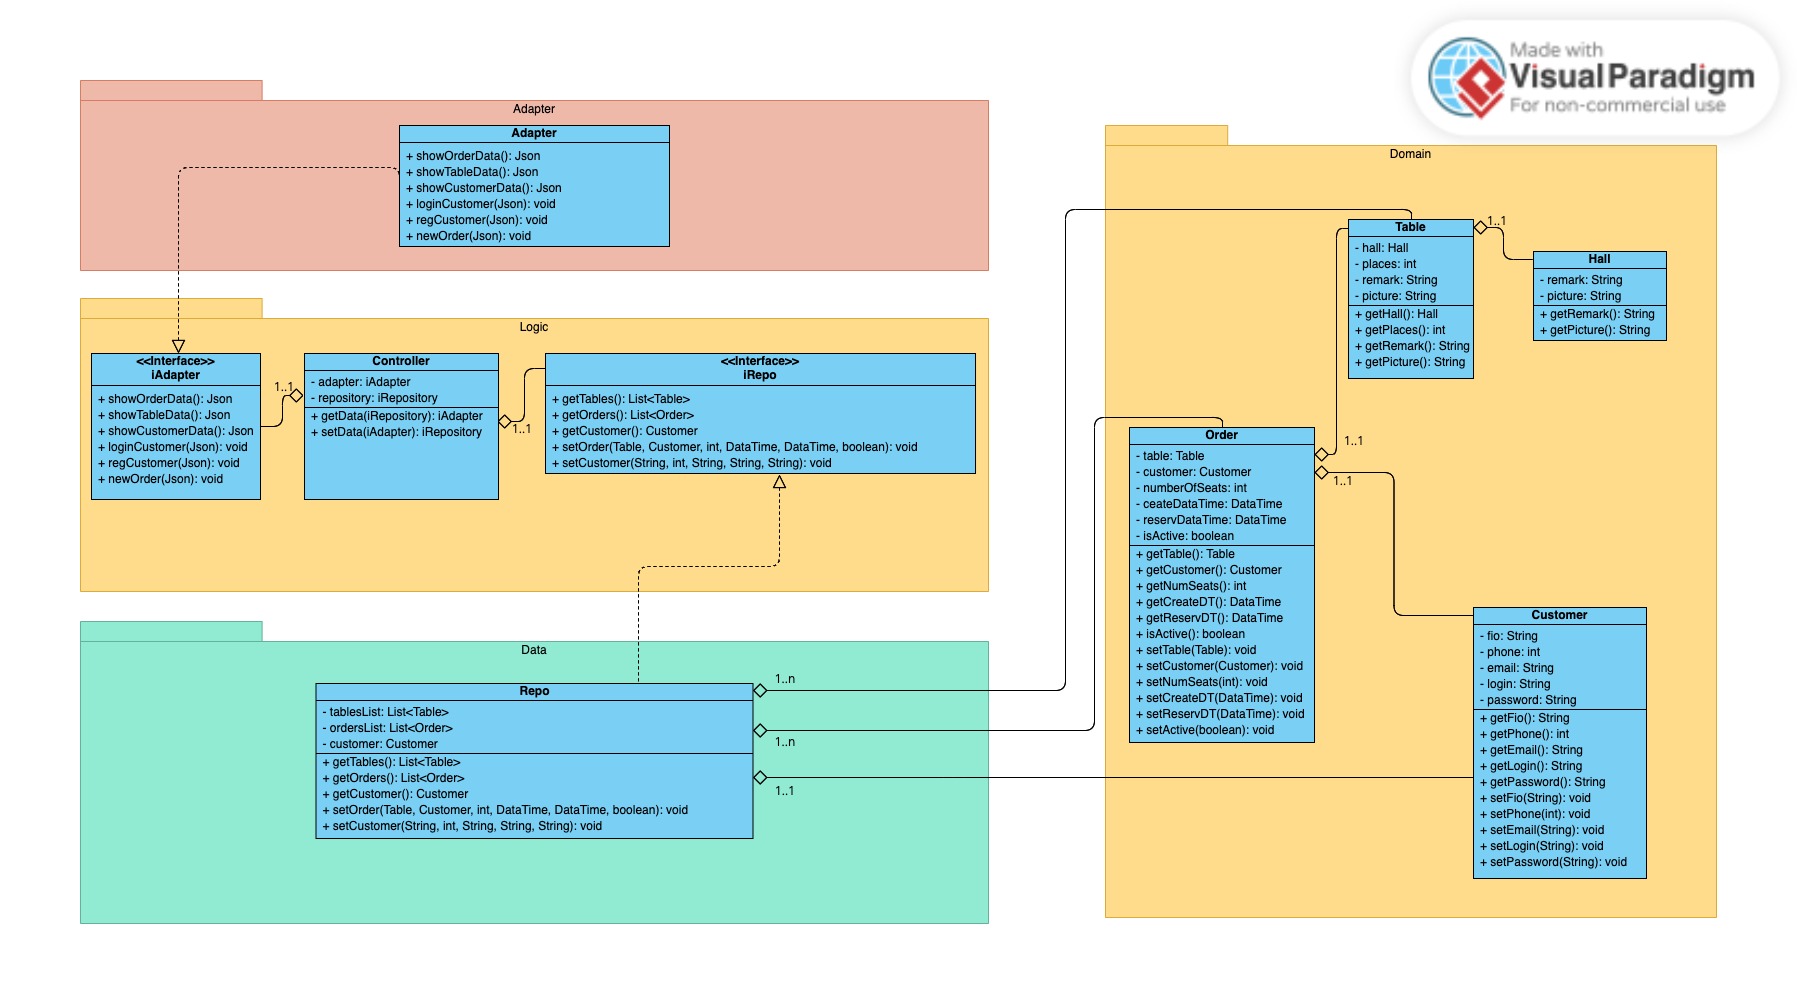 Made with
Visual Paradigm
For non-commercial use
Adapter
Adapter
+ showOrderData(): Json
+ showTableData(): Json
+ showCustomerData(): Json
+ loginCustomer(Json): void
+ regCustomer(Json): void
+ newOrder(Json): void
Logic
<<Interface>>
iAdapter
+ showOrderData(): Json
+ showTableData(): Json
+ showCustomerData(): Json
+ loginCustomer(Json): void
+ regCustomer(Json): void
+ newOrder(Json): void
1..1
Controller
- adapter: iAdapter
- repository: iRepository
+ getData(iRepository): iAdapter
+ setData(iAdapter): iRepository
1..1
<<Interface>>
iRepo
+ getTables(): List<Table>
+ getOrders(): List<Order>
+ getCustomer(): Customer
+ setOrder(Table, Customer, int, DataTime, DataTime, boolean): void
+ setCustomer(String, int, String, String, String): void
Data
Repo
- tablesList: List<Table>
- ordersList: List<Order>
- customer: Customer
+ getTables(): List<Table>
+ getOrders(): List<Order>
+ getCustomer(): Customer
+ setOrder(Table, Customer, int, DataTime, DataTime, boolean): void
+ setCustomer(String, int, String, String, String): void
1..n
1..n
1..1
Domain
Table
- hall: Hall
- places: int
- remark: String
- picture: String
+ getHall(): Hall
+ getPlaces(): int
+ getRemark(): String
+ getPicture(): String
1..1
Hall
- remark: String
- picture: String
+ getRemark(): String
+ getPicture(): String
Order
- table: Table
- customer: Customer
- numberOfSeats: int
- ceateDataTime: DataTime
- reservDataTime: DataTime
- isActive: boolean
+ getTable(): Table
+ getCustomer(): Customer
+ getNumSeats(): int
+ getCreateDT(): DataTime
+ getReservDT(): DataTime
+ isActive(): boolean
+ setTable(Table): void
+ setCustomer(Customer): void
+ setNumSeats(int): void
+ setCreateDT(DataTime): void
+ setReservDT(DataTime): void
+ setActive(boolean): void
1..1
1..1
Customer
- fio: String
- phone: int
- email: String
- login: String
- password: String
+ getFio(): String
+ getPhone(): int
+ getEmail(): String
+ getLogin(): String
+ getPassword(): String
+ setFio(String): void
+ setPhone(int): void
+ setEmail(String): void
+ setLogin(String): void
+ setPassword(String): void